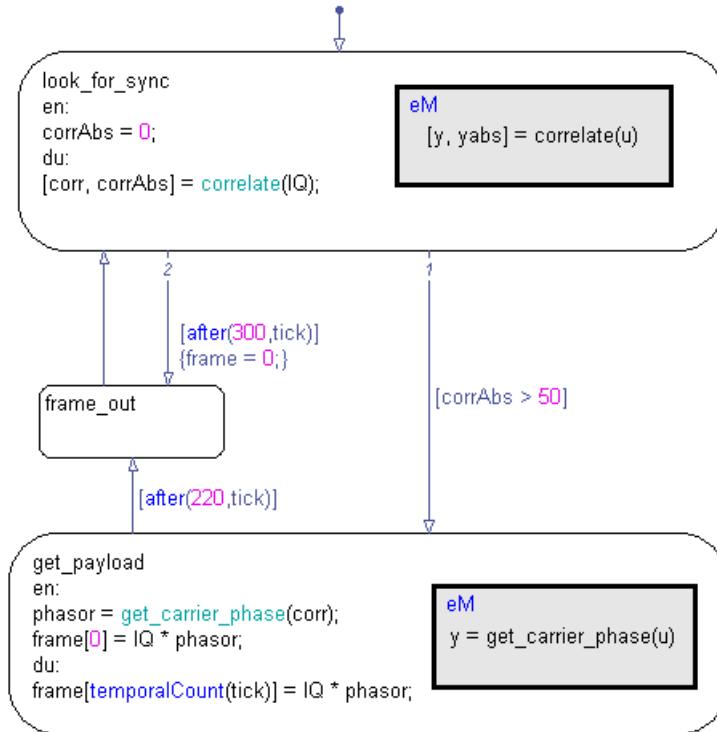 look_for_sync
en:
corrAbs = 0;
du:
[corr, corrAbs] = correlate(IQ);
eM
[y, yabs] = correlate(u)
2
1
[after(300,tick)]
{frame = 0;}
frame_out
[corrAbs > 50]
[after(220,tick)]
get_payload
en:
phasor = get_carrier_phase(corr);
frame[0] = IQ * phasor;
du:
frame[temporalCount(tick)] = IQ * phasor;
eM
y = get_carrier_phase(u)